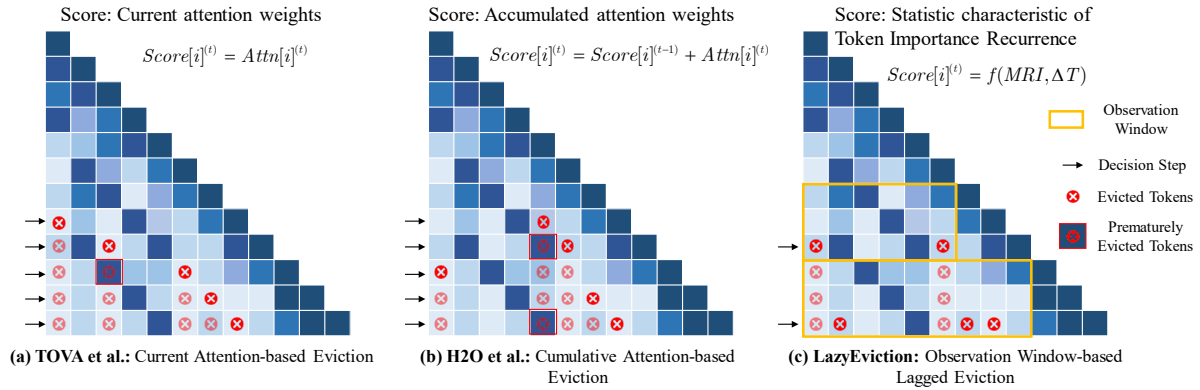 Score: Current attention weights
Score[i]^{(t)} = Attn[i]^{(t)}
(a) TOVA et al.: Current Attention-based Eviction
Score: Accumulated attention weights
Score[i]^{(t)} = Score[i]^{(t-1)} + Attn[i]^{(t)}
(b) H2O et al.: Cumulative Attention-based
Eviction
Score: Statistic characteristic of
Token Importance Recurrence
Score[i]^{(t)} = f(MRI, ΔT)
Observation
Window
Decision Step
Evicted Tokens
Prematurely
Evicted Tokens
(c) LazyEviction: Observation Window-based
Lagged Eviction